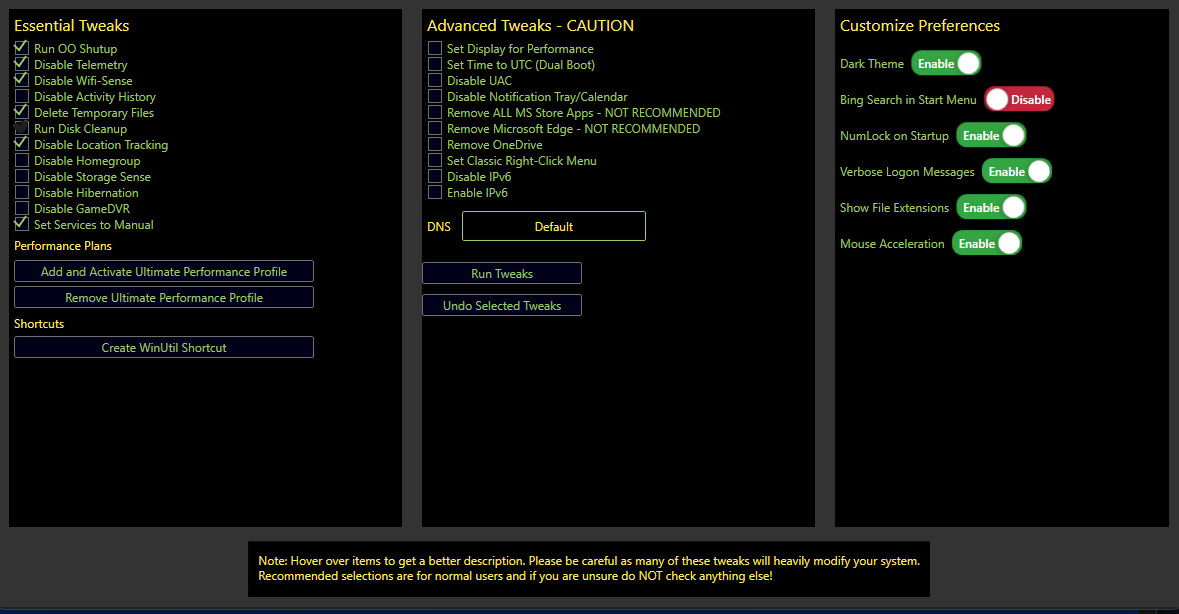 Essential Tweaks
Run OO Shutup
Disable Telemetry
Disable Wifi-Sense
Disable Activity History
Delete Temporary Files
Run Disk Cleanup
Disable Location Tracking
Disable Homegroup
Disable Storage Sense
Disable Hibernation
Disable GameDVR
Set Services to Manual
Performance Plans
Add and Activate Ultimate Performance Profile
Remove Ultimate Performance Profile
Shortcuts
Create WinUtil Shortcut
Advanced Tweaks - CAUTION
Set Display for Performance
Set Time to UTC (Dual Boot)
Disable UAC
Disable Notification Tray/Calendar
Remove ALL MS Store Apps - NOT RECOMMENDED
Remove Microsoft Edge - NOT RECOMMENDED
Remove OneDrive
Set Classic Right-Click Menu
Disable IPv6
Enable IPv6
DNS Default
Run Tweaks
Undo Selected Tweaks
Customize Preferences
Dark Theme Enable
Bing Search in Start Menu Disable
NumLock on Startup Enable
Verbose Logon Messages Enable
Show File Extensions Enable
Mouse Acceleration Enable
Note: Hover over items to get a better description. Please be careful as many of these tweaks will heavily modify your system.
Recommended selections are for normal users and if you are unsure do NOT check anything else!